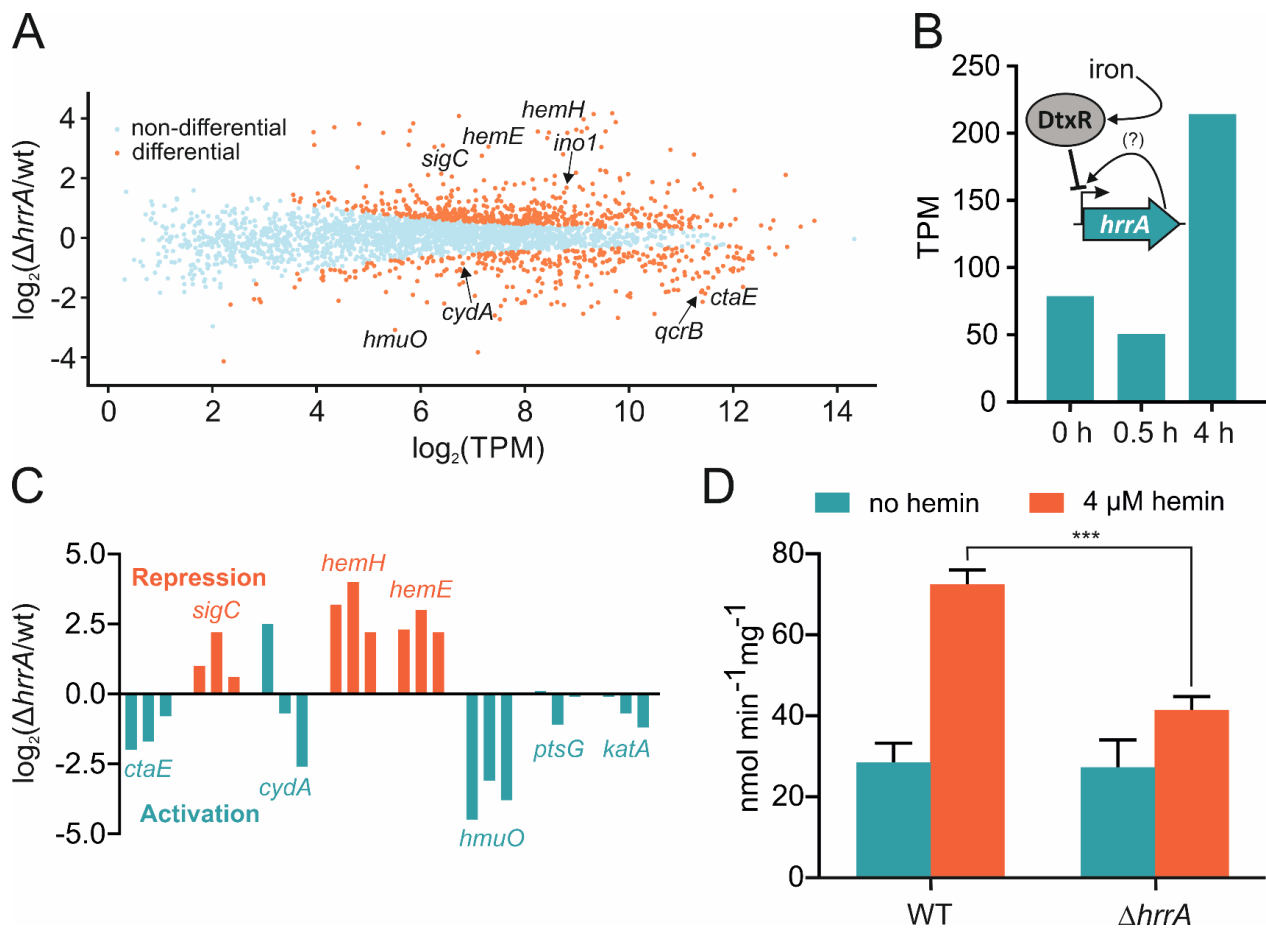 A
log2(ΔhrrA/wt)
4
2
0
-2
-4
non-differential
differential
hemH
hemE
ino1
sigC
cydA
hmuO
ctaE
qcrB
0 2 4 6 8 10 12 14
log2(TPM)
B
TPM
250
200
150
100
50
0
iron
DtxR
(?)
hrrA
0 h 0.5 h 4 h
C
log2(ΔhrrA/wt)
5.0
2.5
0.0
-2.5
-5.0
Repression
sigC
hemH
hemE
ctaE
cydA
Activation
hmuO
ptsG
katA
D
no hemin 4 µM hemin
***
nmol min-1mg-1
80
60
40
20
0
WT ΔhrrA